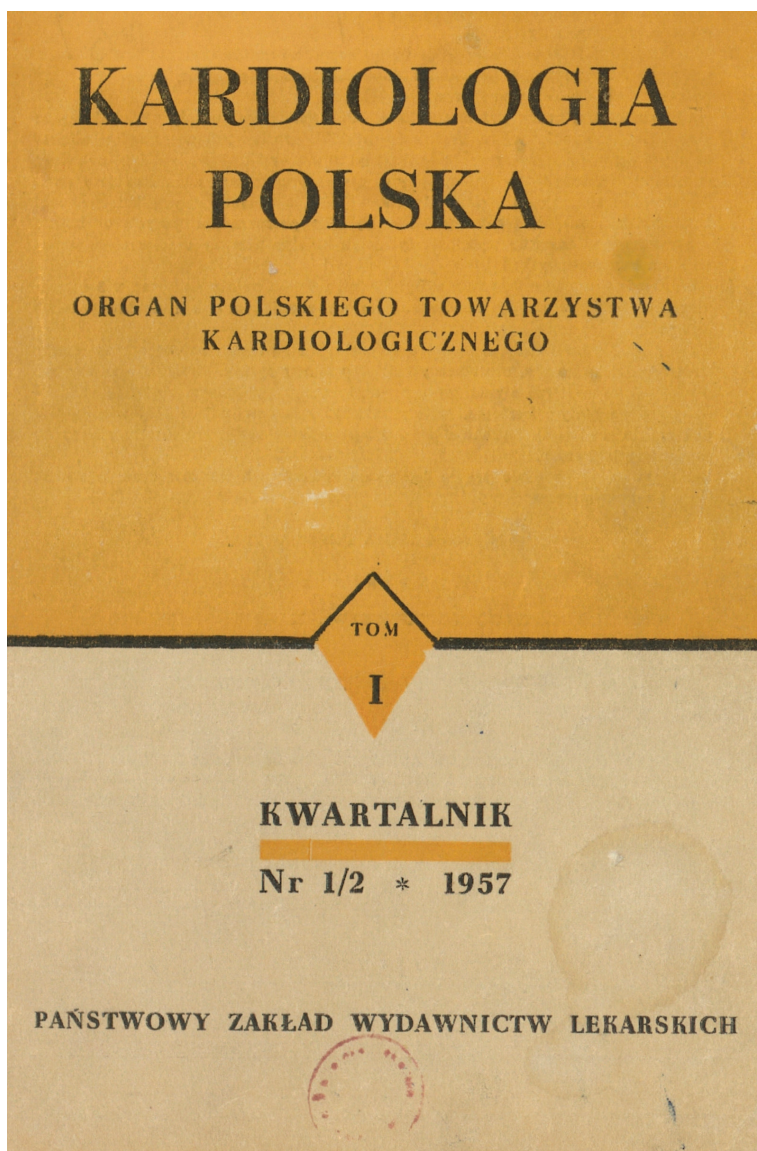 KARDIOLOGIA
POLSKA
ORGAN POLSKIEGO TOWARZYSTWA
KARDIOLOGICZNEGO
TOM
I
KWARTALNIK
Nr 1/2 * 1957
PAŃSTWOWY ZAKŁAD WYDAWNICTW LEKARSKICH